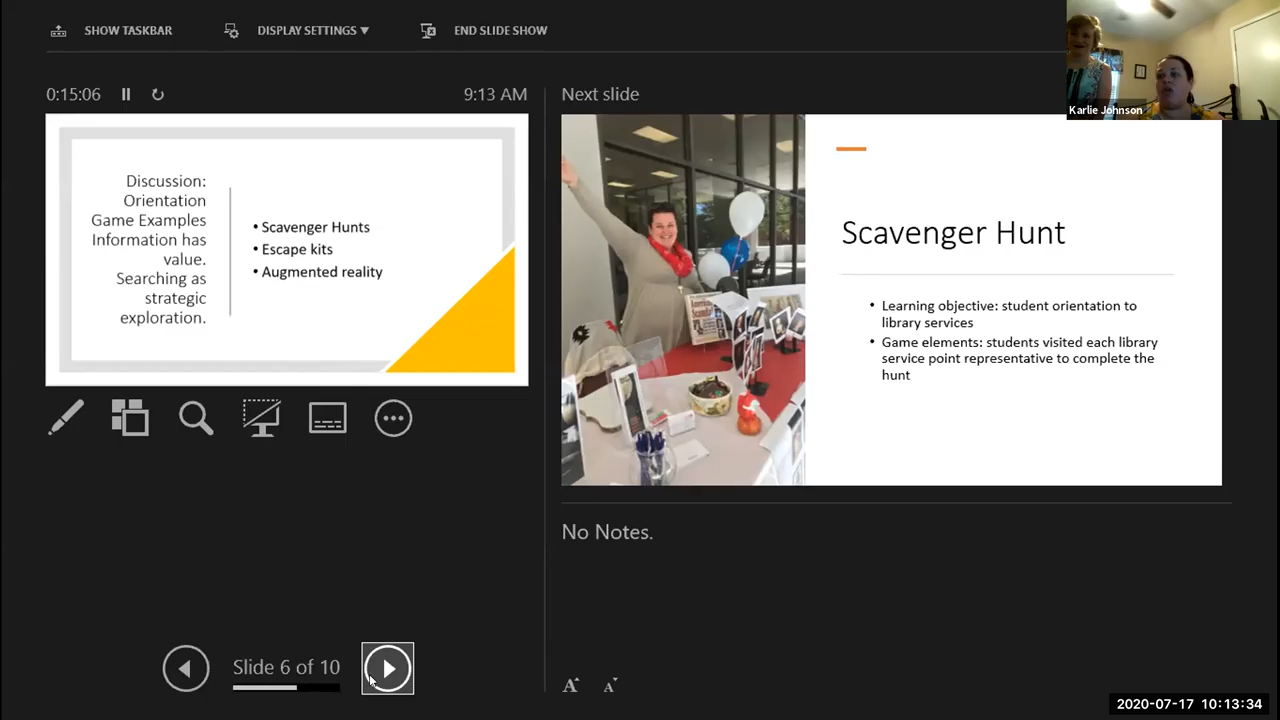 SHOW TASKBAR
DISPLAY SETTINGS ▼
END SLIDE SHOW
Karlie Johnson
0:15:06
9:13 AM
Discussion:
Orientation
Game Examples
Information has
value.
Searching as
strategic
exploration.
• Scavenger Hunts
• Escape kits
• Augmented reality
Next slide
Scavenger Hunt
• Learning objective: student orientation to
library services
• Game elements: students visited each library
service point representative to complete the
hunt
No Notes.
Slide 6 of 10
A A
2020-07-17 10:13:34